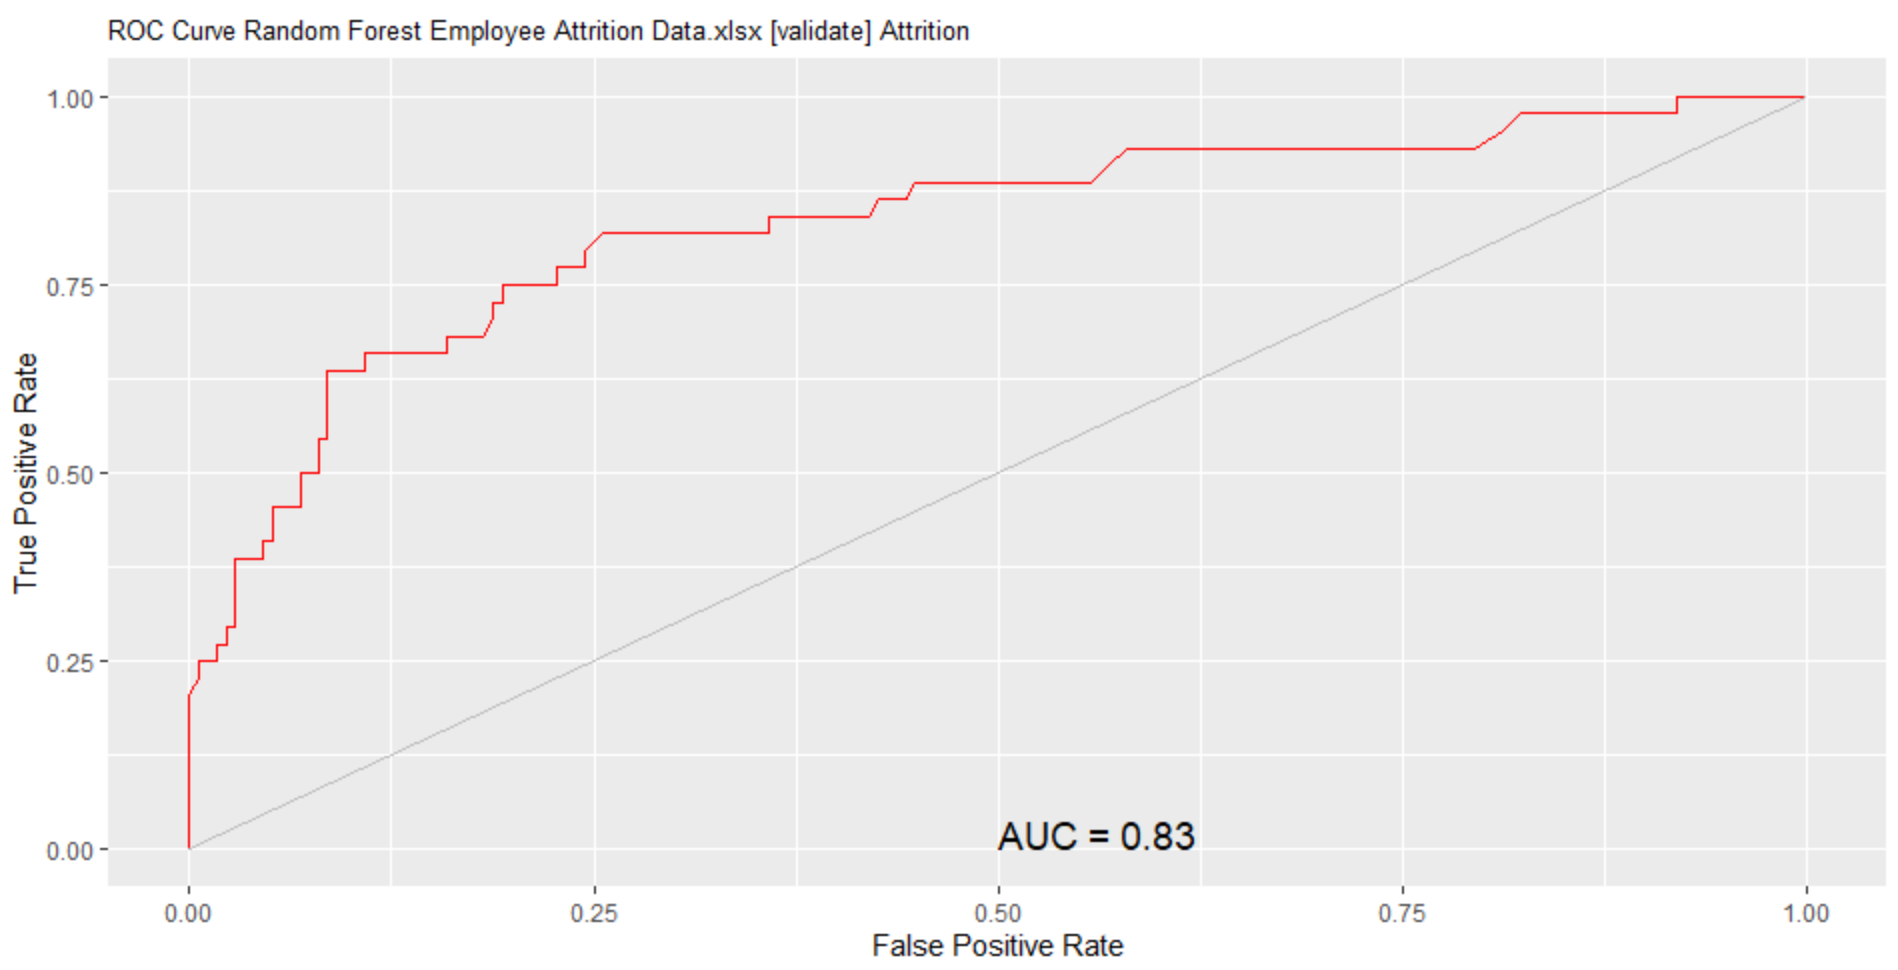 ROC Curve Random Forest Employee Attrition Data.xlsx [validate] Attrition
True Positive Rate
1.00
0.75
0.50
0.25
0.00
AUC = 0.83
0.00 0.25 0.50 0.75 1.00
False Positive Rate